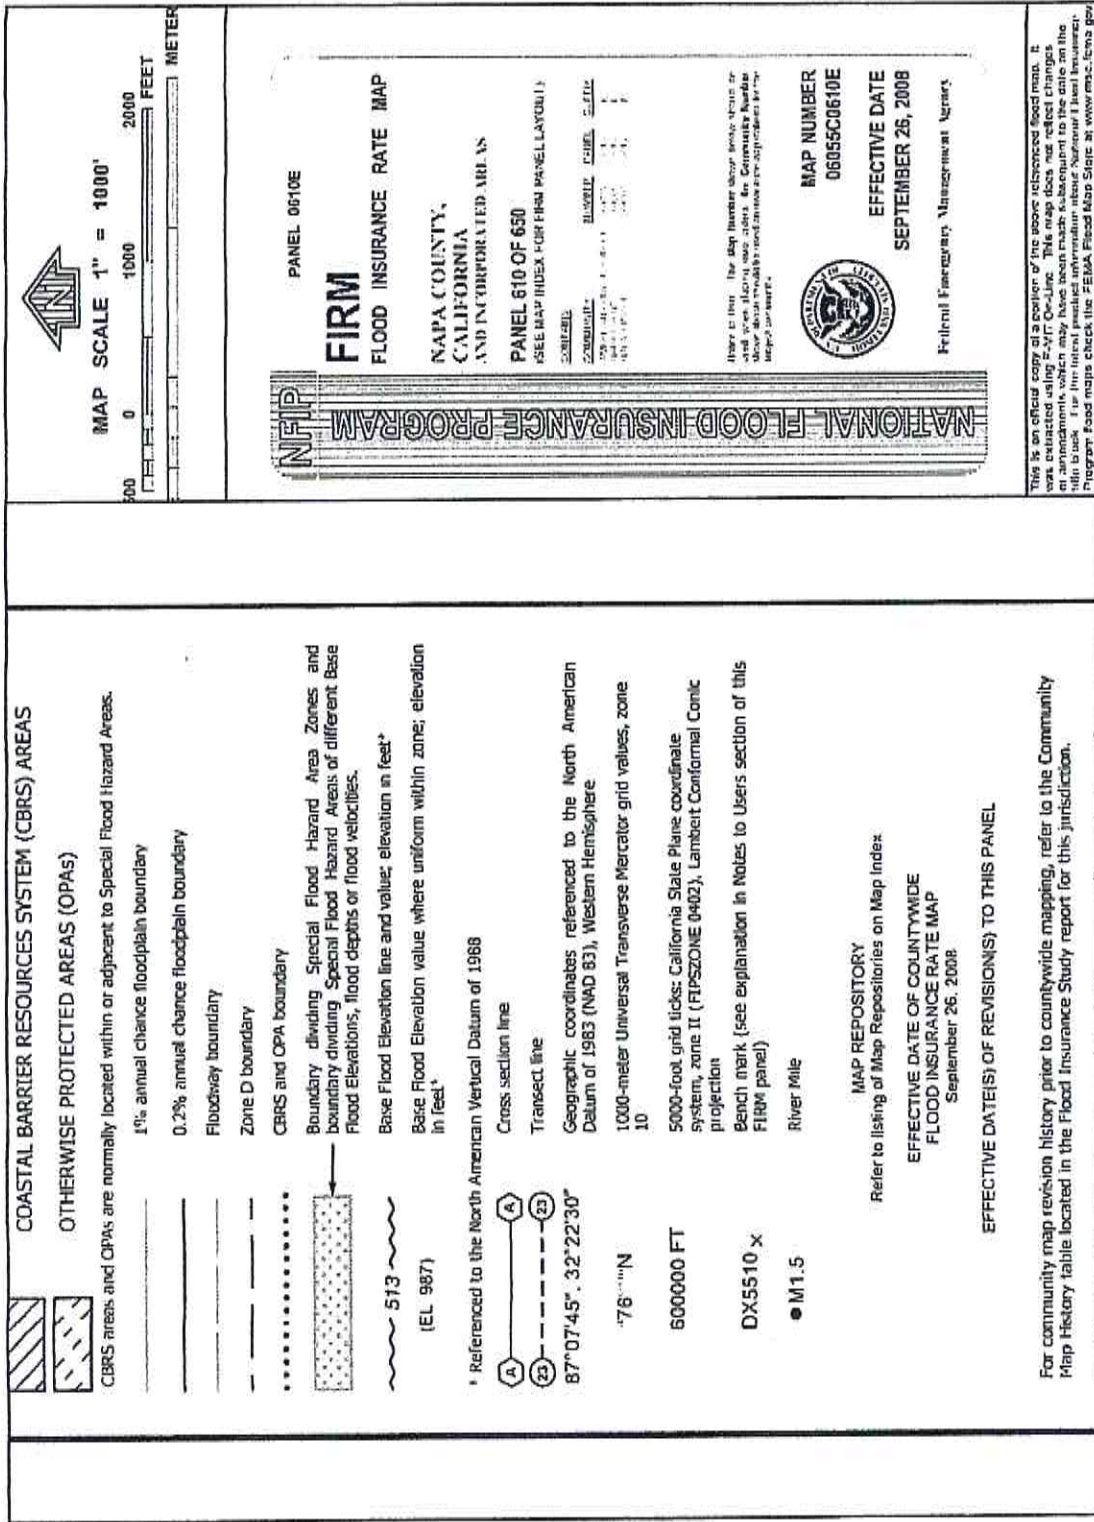 COASTAL BARRIER RESOURCES SYSTEM (CBRS) AREAS
OTHERWISE PROTECTED AREAS (OPAs)
CBRS areas and OPAs are normally located within or adjacent to Special Flood Hazard Areas.
1% annual chance floodplain boundary
0.2% annual chance floodplain boundary
Floodway boundary
Zone D boundary
CBRS and OPA boundary
Boundary dividing Special Flood Hazard Area Zones and
boundary dividing Special Flood Hazard Areas of different Base
Flood Elevations, flood depths or flood velocities.
513
Base Flood Elevation line and value; elevation in feet*
(EL 987)
Base Flood Elevation value where uniform within zone; elevation
in feet*
* Referenced to the North American Vertical Datum of 1988
A A
Cross section line
23 23
Transect line
87°07'45", 32°22'30"
Geographic coordinates referenced to the North American
Datum of 1983 (NAD 83), Western Hemisphere
1000-meter Universal Transverse Mercator grid values, zone
10
600000 FT
5000-foot grid ticks: California State Plane coordinate
system, zone II (FIPSZONE 0402), Lambert Conformal Conic
projection
DX5510 x
Bench mark (see explanation in Notes to Users section of this
FIRM panel)
●M1.5
River Mile
MAP REPOSITORY
Refer to listing of Map Repositories on Map Index
EFFECTIVE DATE OF COUNTYWIDE
FLOOD INSURANCE RATE MAP
September 26, 2008
EFFECTIVE DATE(S) OF REVISION(S) TO THIS PANEL
For community map revision history prior to countywide mapping, refer to the Community
Map History table located in the Flood Insurance Study report for this jurisdiction.
N
MAP SCALE 1" = 1000'
500 0 1000 2000
FEET
METER
NFIP
NATIONAL FLOOD INSURANCE PROGRAM
PANEL 0610E
FIRM
FLOOD INSURANCE RATE MAP
NAPA COUNTY,
CALIFORNIA
AND INCORPORATED AREAS
PANEL 610 OF 650
(SEE MAP INDEX FOR FIRM PANEL LAYOUT)
CONTAINS:
COMMUNITY NUMBER PANEL SUFFIX
MAP NUMBER
06055C0610E
EFFECTIVE DATE
SEPTEMBER 26, 2008
Federal Emergency Management Agency
This is an official copy of a portion of the above referenced flood map. It
was extracted using F-MIT On-Line. This map does not reflect changes
or amendments which may have been made subsequent to the date on the
title block. For the latest product information about National Flood Insurance
Program flood maps check the FEMA Flood Map Store at www.msc.fema.gov